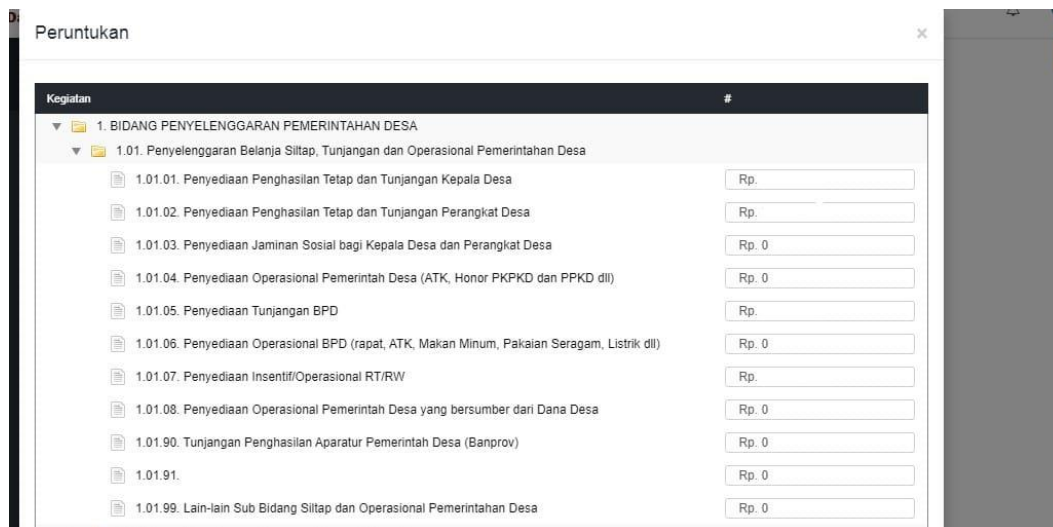 Peruntukan ×
Kegiatan #
1. BIDANG PENYELENGGARAN PEMERINTAHAN DESA
1.01. Penyelenggaran Belanja Siltap, Tunjangan dan Operasional Pemerintahan Desa
1.01.01. Penyediaan Penghasilan Tetap dan Tunjangan Kepala Desa Rp.
1.01.02. Penyediaan Penghasilan Tetap dan Tunjangan Perangkat Desa Rp.
1.01.03. Penyediaan Jaminan Sosial bagi Kepala Desa dan Perangkat Desa Rp. 0
1.01.04. Penyediaan Operasional Pemerintah Desa (ATK, Honor PKPKD dan PPKD dll) Rp. 0
1.01.05. Penyediaan Tunjangan BPD Rp.
1.01.06. Penyediaan Operasional BPD (rapat, ATK, Makan Minum, Pakaian Seragam, Listrik dll) Rp. 0
1.01.07. Penyediaan Insentif/Operasional RT/RW Rp.
1.01.08. Penyediaan Operasional Pemerintah Desa yang bersumber dari Dana Desa Rp. 0
1.01.90. Tunjangan Penghasilan Aparatur Pemerintah Desa (Banprov) Rp. 0
1.01.91. Rp. 0
1.01.99. Lain-lain Sub Bidang Siltap dan Operasional Pemerintahan Desa Rp. 0